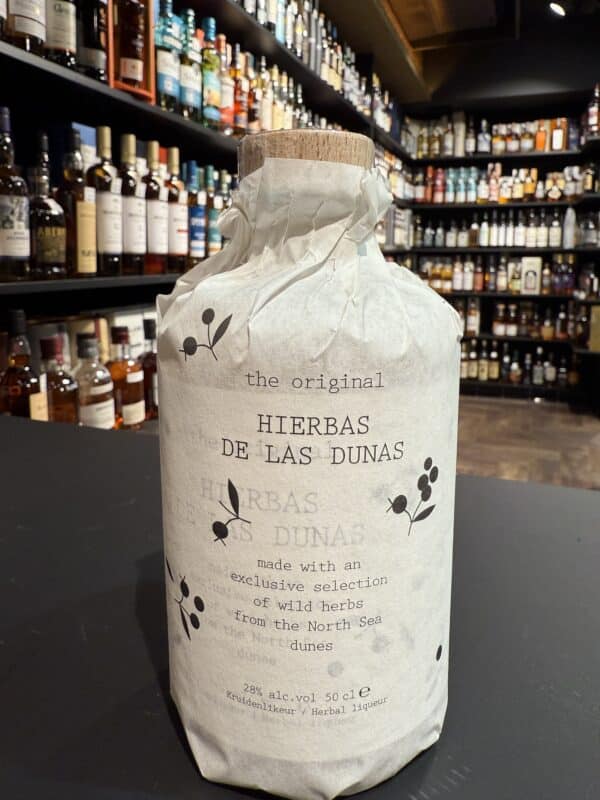 the original
HIERBAS
DE LAS DUNAS
made with an
exclusive selection
of wild herbs
from the North Sea
dunes
28% alc.vol 50 cl e
Kruidenlikeur / Herbal liqueur